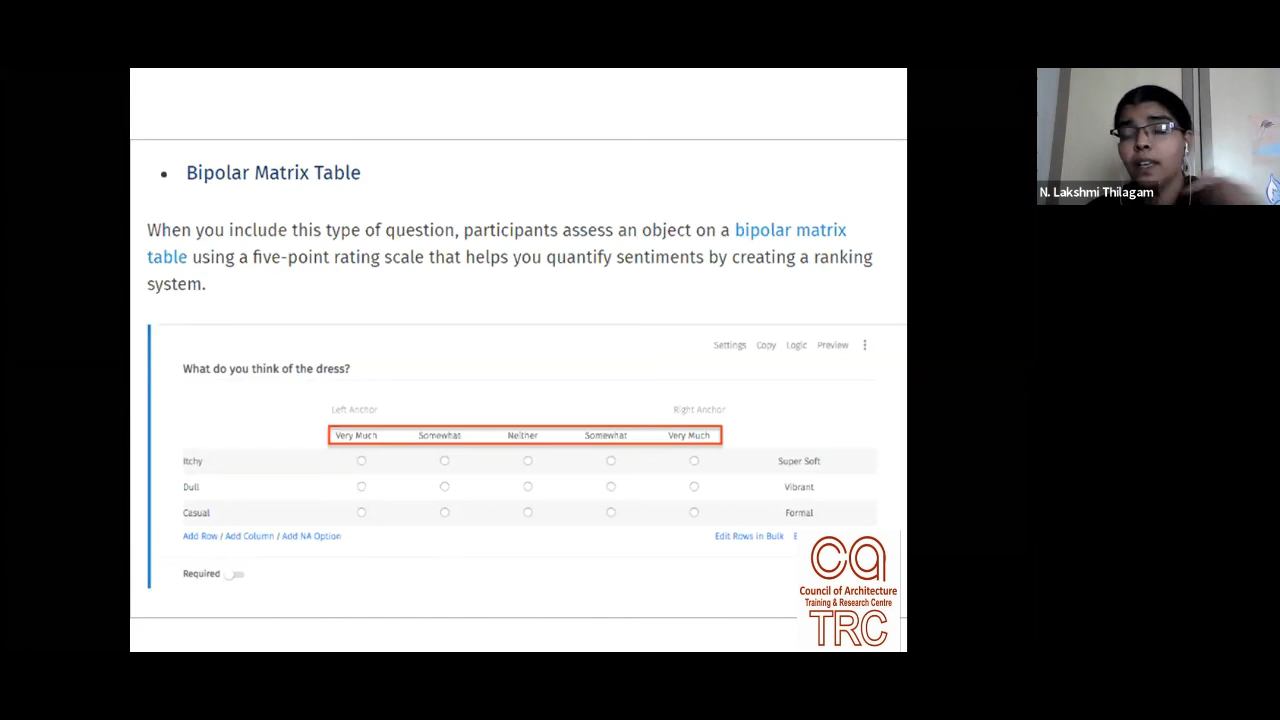 Bipolar Matrix Table
When you include this type of question, participants assess an object on a bipolar matrix
table using a five-point rating scale that helps you quantify sentiments by creating a ranking
system.
Settings Copy Logic Preview
What do you think of the dress?
Left Anchor Right Anchor
Very Much Somewhat Neither Somewhat Very Much
Itchy Super Soft
Dull Vibrant
Casual Formal
Add Row / Add Column / Add NA Option Edit Rows in Bulk E
Required
ca
Council of Architecture
Training & Research Centre
TRC
N. Lakshmi Thilagam